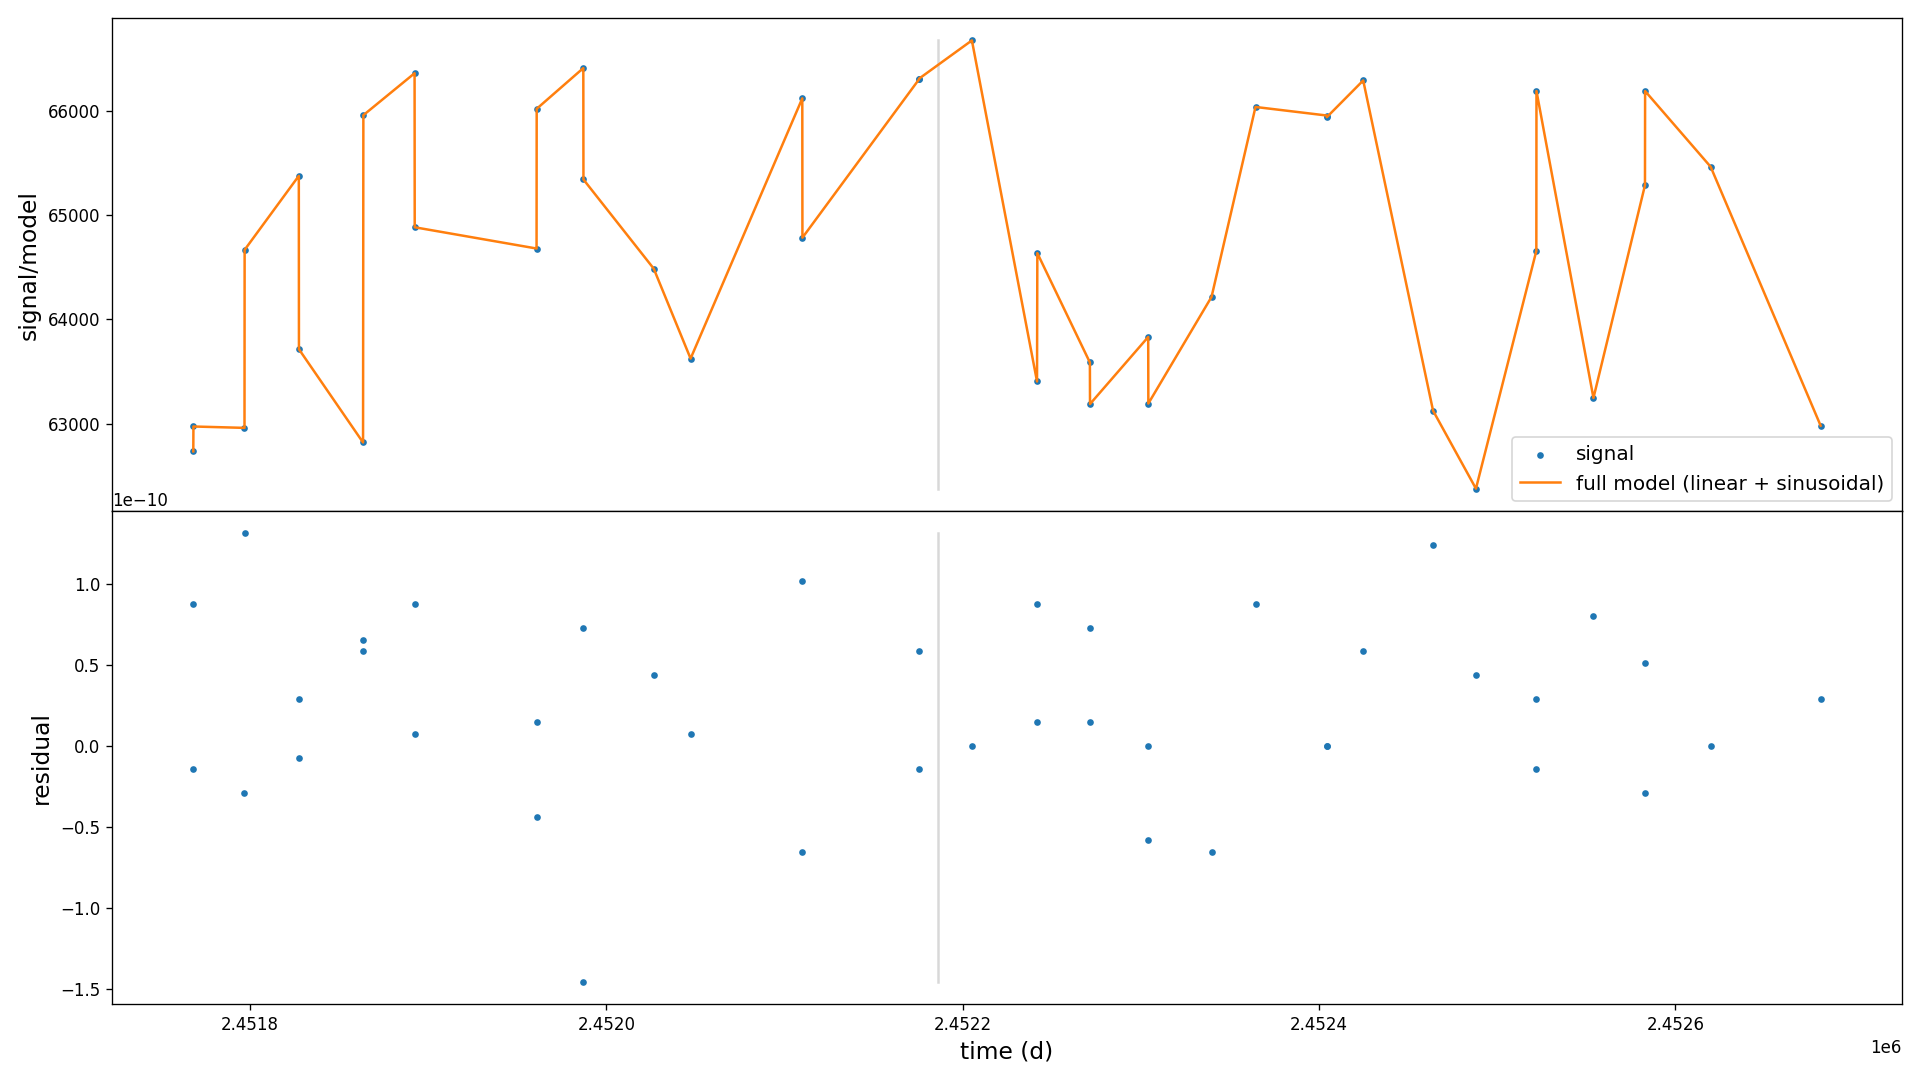 66000
65000
64000
63000
signal/model
signal
full model (linear + sinusoidal)
1e−10
1.0
0.5
0.0
−0.5
−1.0
−1.5
residual
2.4518
2.4520
2.4522
2.4524
2.4526
time (d)
1e6